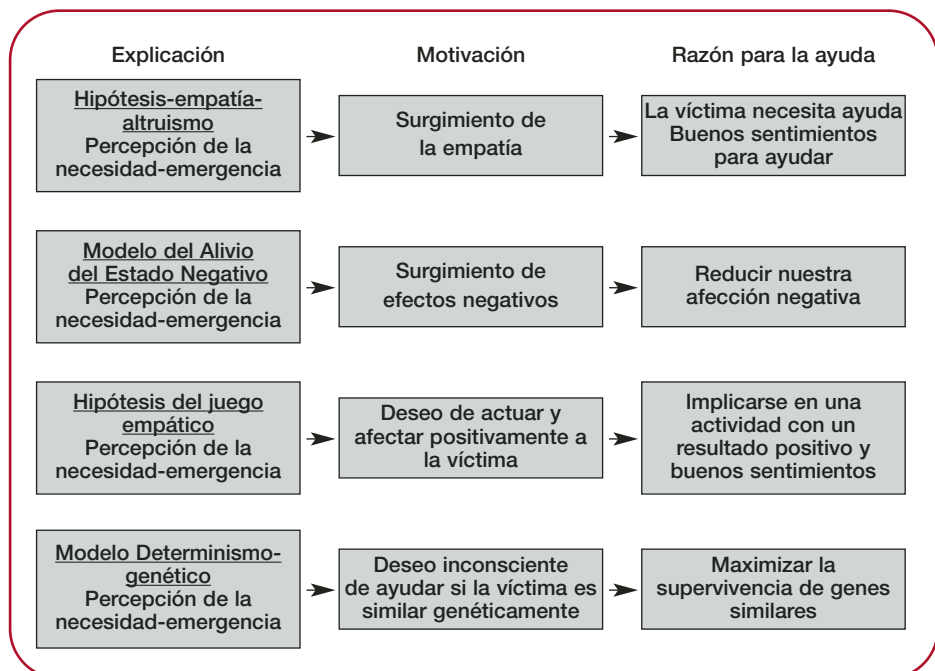 Explicación
Motivación
Razón para la ayuda
Hipótesis-empatía-
altruismo
Percepción de la
necesidad-emergencia
Surgimiento de
la empatía
La víctima necesita ayuda
Buenos sentimientos
para ayudar
Modelo del Alivio
del Estado Negativo
Percepción de la
necesidad-emergencia
Surgimiento de
efectos negativos
Reducir nuestra
afección negativa
Hipótesis del juego
empático
Percepción de la
necesidad-emergencia
Deseo de actuar y
afectar positivamente a
la víctima
Implicarse en una
actividad con un
resultado positivo y
buenos sentimientos
Modelo Determinismo-
genético
Percepción de la
necesidad-emergencia
Deseo inconsciente
de ayudar si la víctima es
similar genéticamente
Maximizar la
supervivencia de genes
similares